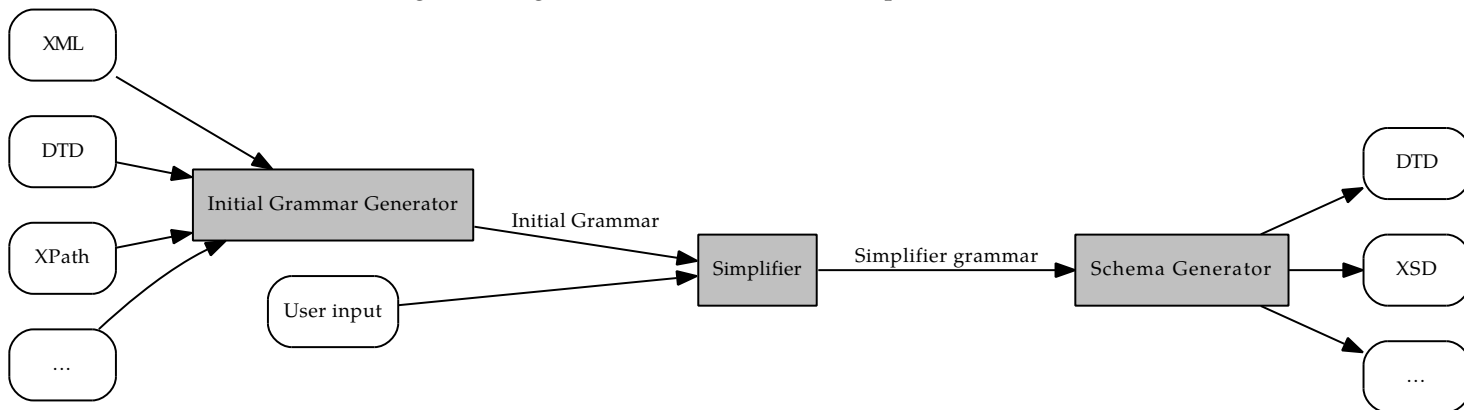 XML
DTD
XPath
...
Initial Grammar Generator
User input
Initial Grammar
Simplifier
Simplifier grammar
Schema Generator
DTD
XSD
...